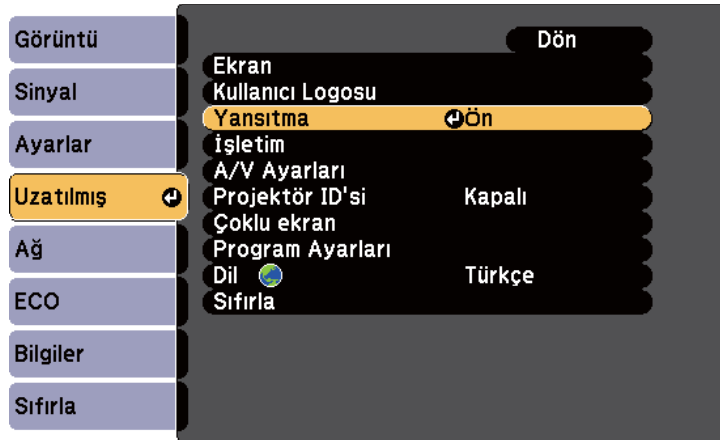 Görüntü
Sinyal
Ayarlar
Uzatılmış
Ağ
ECO
Bilgiler
Sıfırla
Dön
Ekran
Kullanıcı Logosu
Yansıtma Ön
İşletim
A/V Ayarları
Projektör ID'si Kapalı
Çoklu ekran
Program Ayarları
Dil Türkçe
Sıfırla